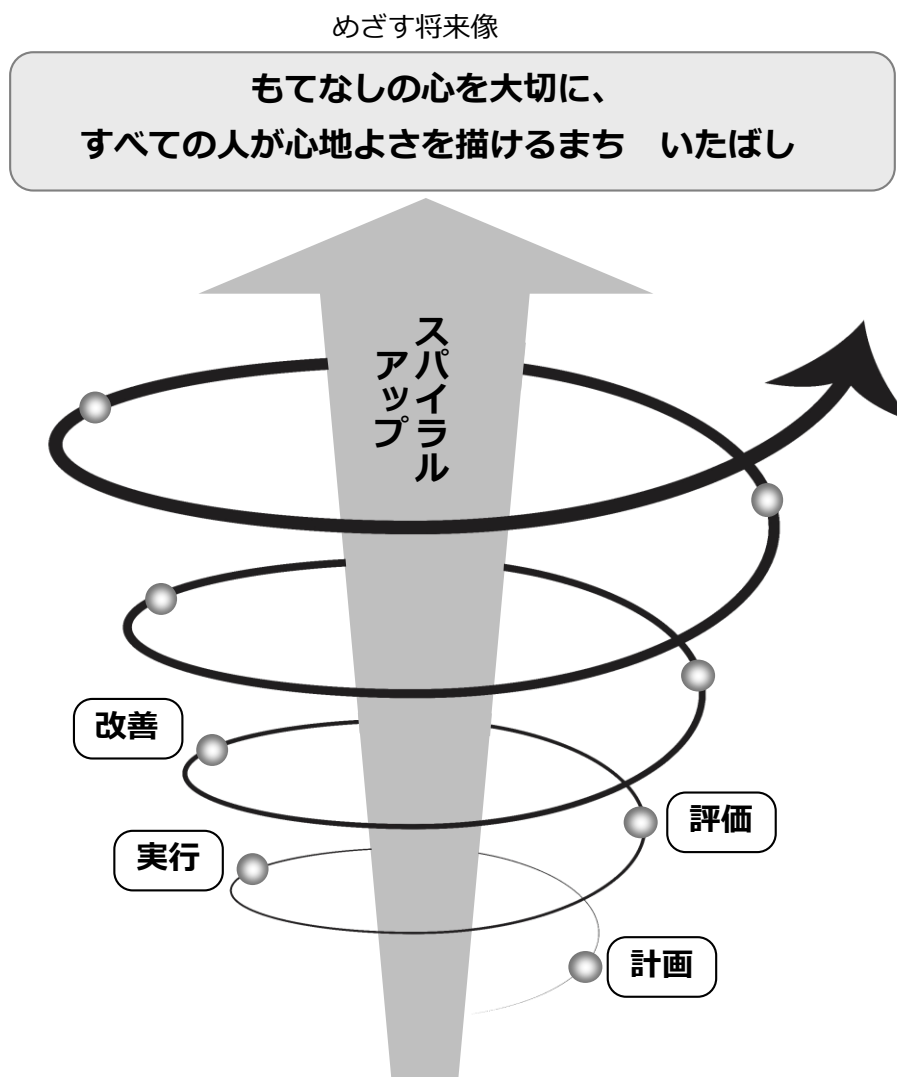 めざす将来像
もてなしの心を大切に、
すべての人が心地よさを描けるまち　いたばし
スパイラル
アップ
改善
評価
実行
計画